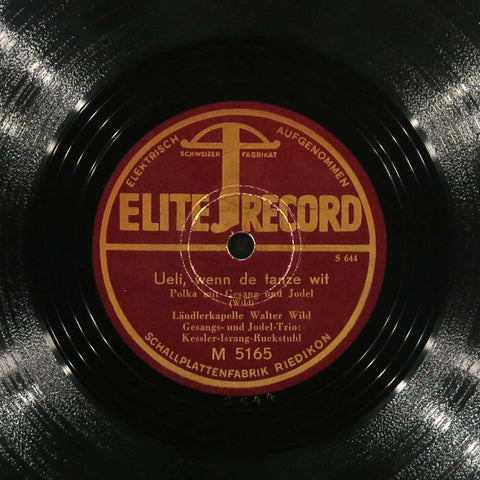 ELEKTRISCH AUFGENOMMEN
SCHWEIZER FABRIKAT
ELITE RECORD
S 644
Ueli, wenn de tanze wit
Polka mit Gesang und Jodel
(Wild)
Ländlerkapelle Walter Wild
Gesangs- und Jodel-Trio:
Kessler-Israng-Ruckstuhl
M 5165
SCHALLPLATTENFABRIK RIEDIKON